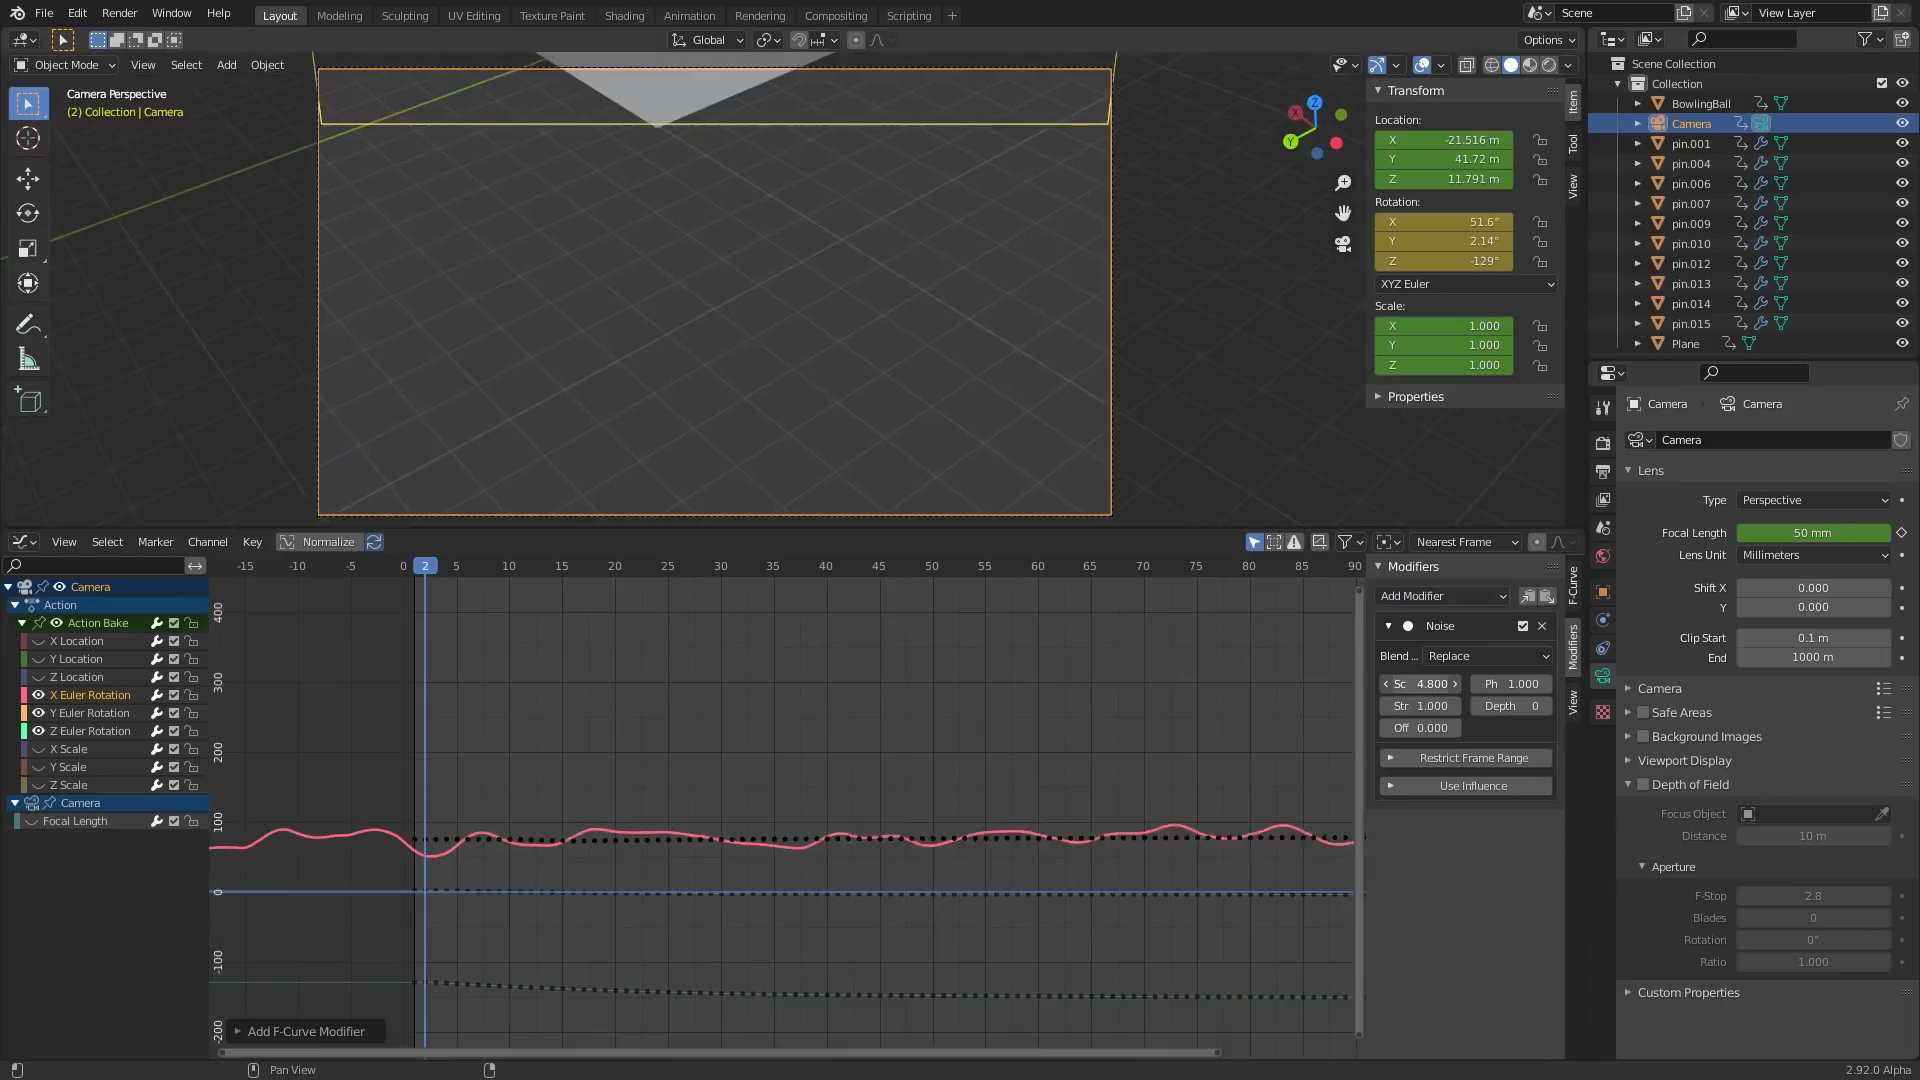 File Edit Render Window Help Layout Modeling Sculpting UV Editing Texture Paint Shading Animation Rendering Compositing Scripting + Scene View Layer
Global Options
Object Mode View Select Add Object
Camera Perspective
(2) Collection | Camera
Z
X
Y
Transform
Location:
X -21.516 m
Y 41.72 m
Z 11.791 m
Rotation:
X 51.6°
Y 2.14°
Z -129°
XYZ Euler
Scale:
X 1.000
Y 1.000
Z 1.000
Properties
Item
Tool
View
Scene Collection
Collection
BowlingBall
Camera
pin.001
pin.004
pin.006
pin.007
pin.009
pin.010
pin.012
pin.013
pin.014
pin.015
Plane
Camera Camera
Camera
Lens
Type Perspective
Focal Length 50 mm
Lens Unit Millimeters
Shift X 0.000
Y 0.000
Clip Start 0.1 m
End 1000 m
Camera
Safe Areas
Background Images
Viewport Display
Depth of Field
Focus Object
Distance 10 m
Aperture
F-Stop 2.8
Blades 0
Rotation 0°
Ratio 1.000
Custom Properties
View Select Marker Channel Key Normalize Nearest Frame
-15 -10 -5 0 2 5 10 15 20 25 30 35 40 45 50 55 60 65 70 75 80 85 90
Camera
Action
Action Bake
X Location
Y Location
Z Location
X Euler Rotation
Y Euler Rotation
Z Euler Rotation
X Scale
Y Scale
Z Scale
Camera
Focal Length
400
300
200
100
0
-100
-200
Add F-Curve Modifier
Modifiers
Add Modifier
Noise
Blend... Replace
Sc 4.800 Ph 1.000
Str 1.000 Depth 0
Off 0.000
Restrict Frame Range
Use Influence
F-Curve
Modifiers
View
Pan View
2.92.0 Alpha